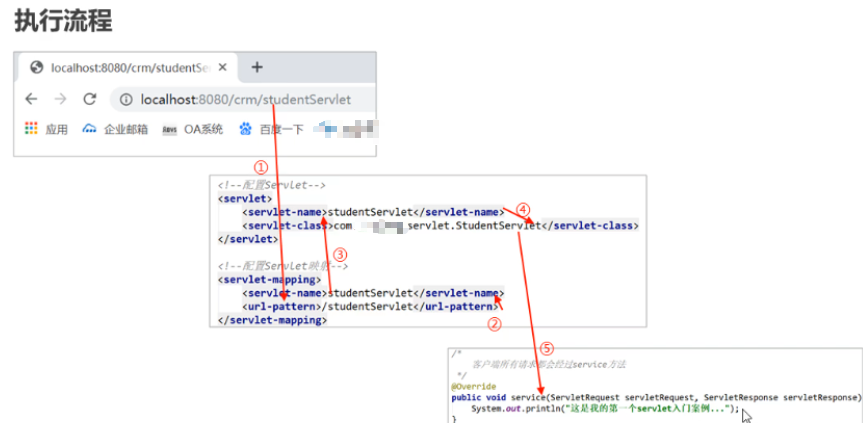 执行流程
localhost:8080/crm/studentSe × +
localhost:8080/crm/studentServlet
应用 企业邮箱 OA系统 百度一下
①
<!--配置Servlet-->
<servlet>
<servlet-name>studentServlet</servlet-name>
④
<servlet-class>com servlet.StudentServlet</servlet-class>
</servlet>
③
<!--配置Servlet映射-->
<servlet-mapping>
<servlet-name>studentServlet</servlet-name>
<url-pattern>/studentServlet</url-pattern>
</servlet-mapping>
②
⑤
/*
客户端所有请求都会经过service方法
*/
@Override
public void service(ServletRequest servletRequest, ServletResponse servletResponse)
System.out.println("这是我的第一个servlet入门案例...");
}